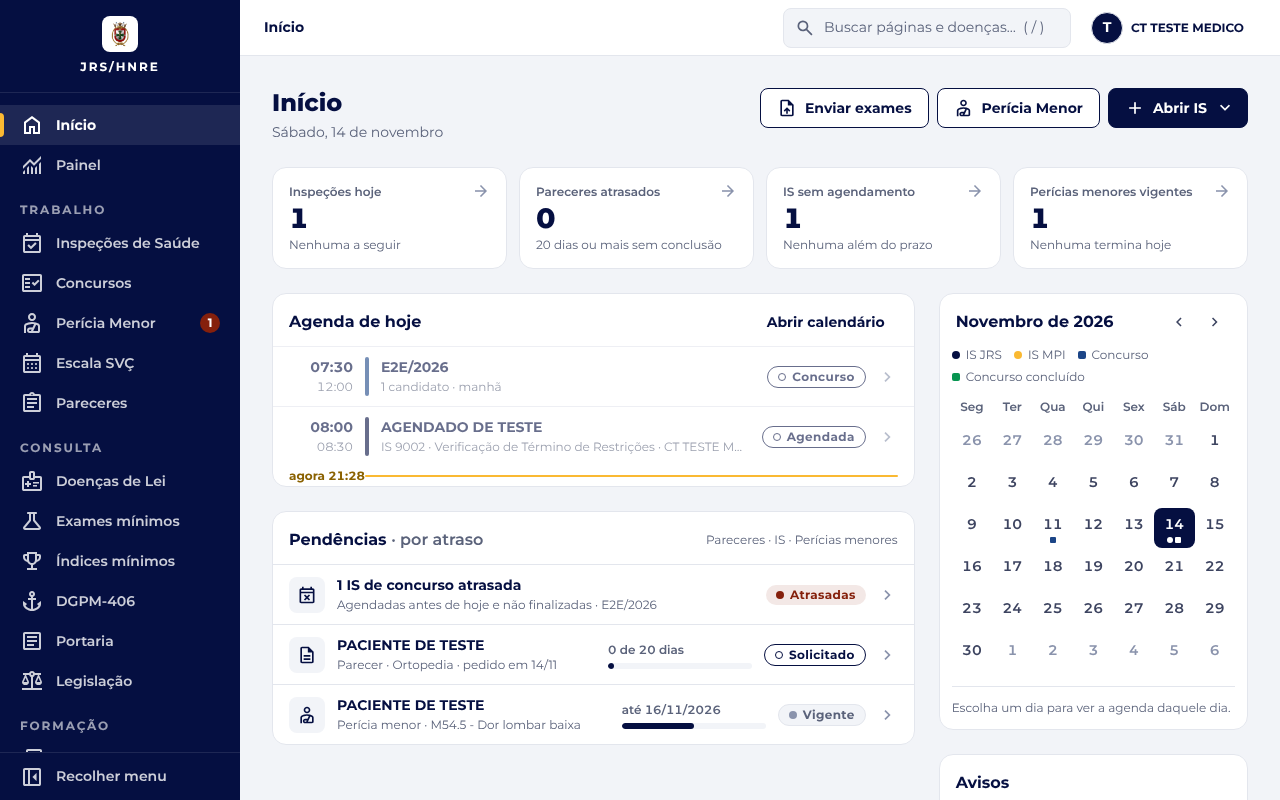 JRS/HNRE
Início
Painel
TRABALHO
Inspeções de Saúde
Concursos
Perícia Menor 1
Escala SVÇ
Pareceres
CONSULTA
Doenças de Lei
Exames mínimos
Índices mínimos
DGPM-406
Portaria
Legislação
FORMAÇÃO
Recolher menu
Início
Buscar páginas e doenças... ( / )
T CT TESTE MEDICO
Início
Sábado, 14 de novembro
Enviar exames
Perícia Menor
Abrir IS
Inspeções hoje
1
Nenhuma a seguir
Pareceres atrasados
0
20 dias ou mais sem conclusão
IS sem agendamento
1
Nenhuma além do prazo
Perícias menores vigentes
1
Nenhuma termina hoje
Agenda de hoje
Abrir calendário
07:30 E2E/2026
12:00 1 candidato · manhã
Concurso
08:00 AGENDADO DE TESTE
08:30 IS 9002 · Verificação de Término de Restrições · CT TESTE M...
Agendada
agora 21:28
Pendências · por atraso
Pareceres · IS · Perícias menores
1 IS de concurso atrasada
Agendadas antes de hoje e não finalizadas · E2E/2026
Atrasadas
PACIENTE DE TESTE
Parecer · Ortopedia · pedido em 14/11
0 de 20 dias
Solicitado
PACIENTE DE TESTE
Perícia menor · M54.5 - Dor lombar baixa
até 16/11/2026
Vigente
Novembro de 2026
IS JRS IS MPI Concurso
Concurso concluído
Seg Ter Qua Qui Sex Sáb Dom
26 27 28 29 30 31 1
2 3 4 5 6 7 8
9 10 11 12 13 14 15
16 17 18 19 20 21 22
23 24 25 26 27 28 29
30 1 2 3 4 5 6
Escolha um dia para ver a agenda daquele dia.
Avisos